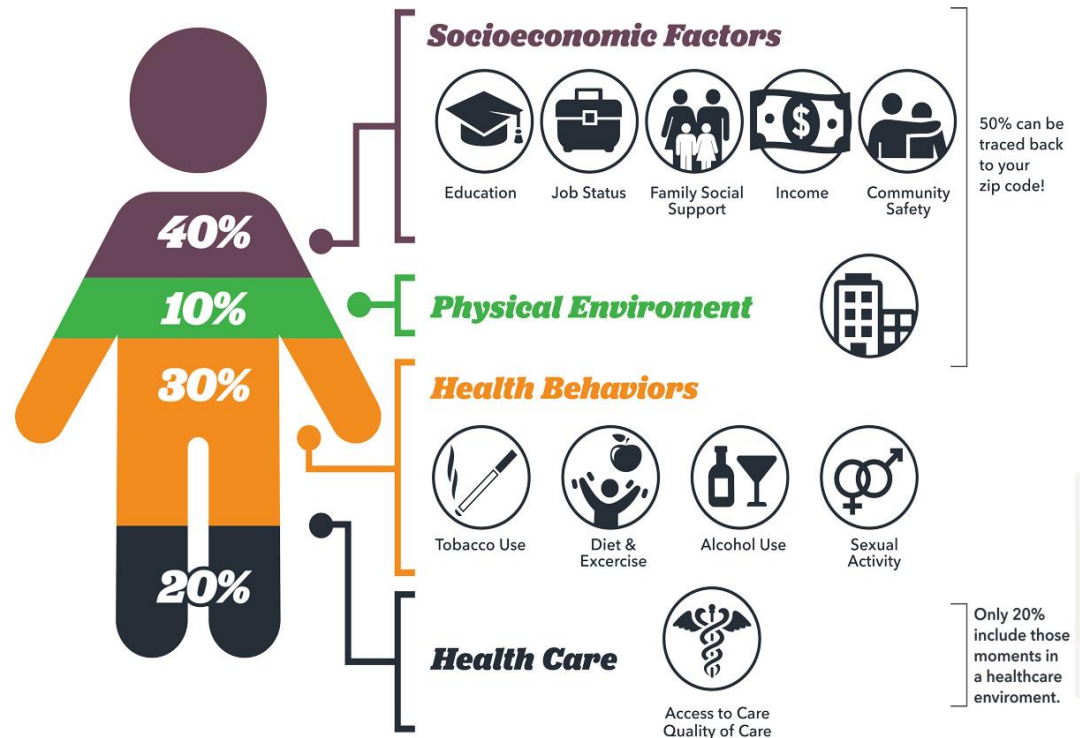 Socioeconomic Factors
Education
Job Status
Family Social
Support
Income
Community
Safety
50% can be
traced back
to your
zip code!
40%
10%
Physical Enviroment
30%
Health Behaviors
Tobacco Use
Diet &
Excercise
Alcohol Use
Sexual
Activity
20%
Health Care
Access to Care
Quality of Care
Only 20%
include those
moments in
a healthcare
enviroment.
$